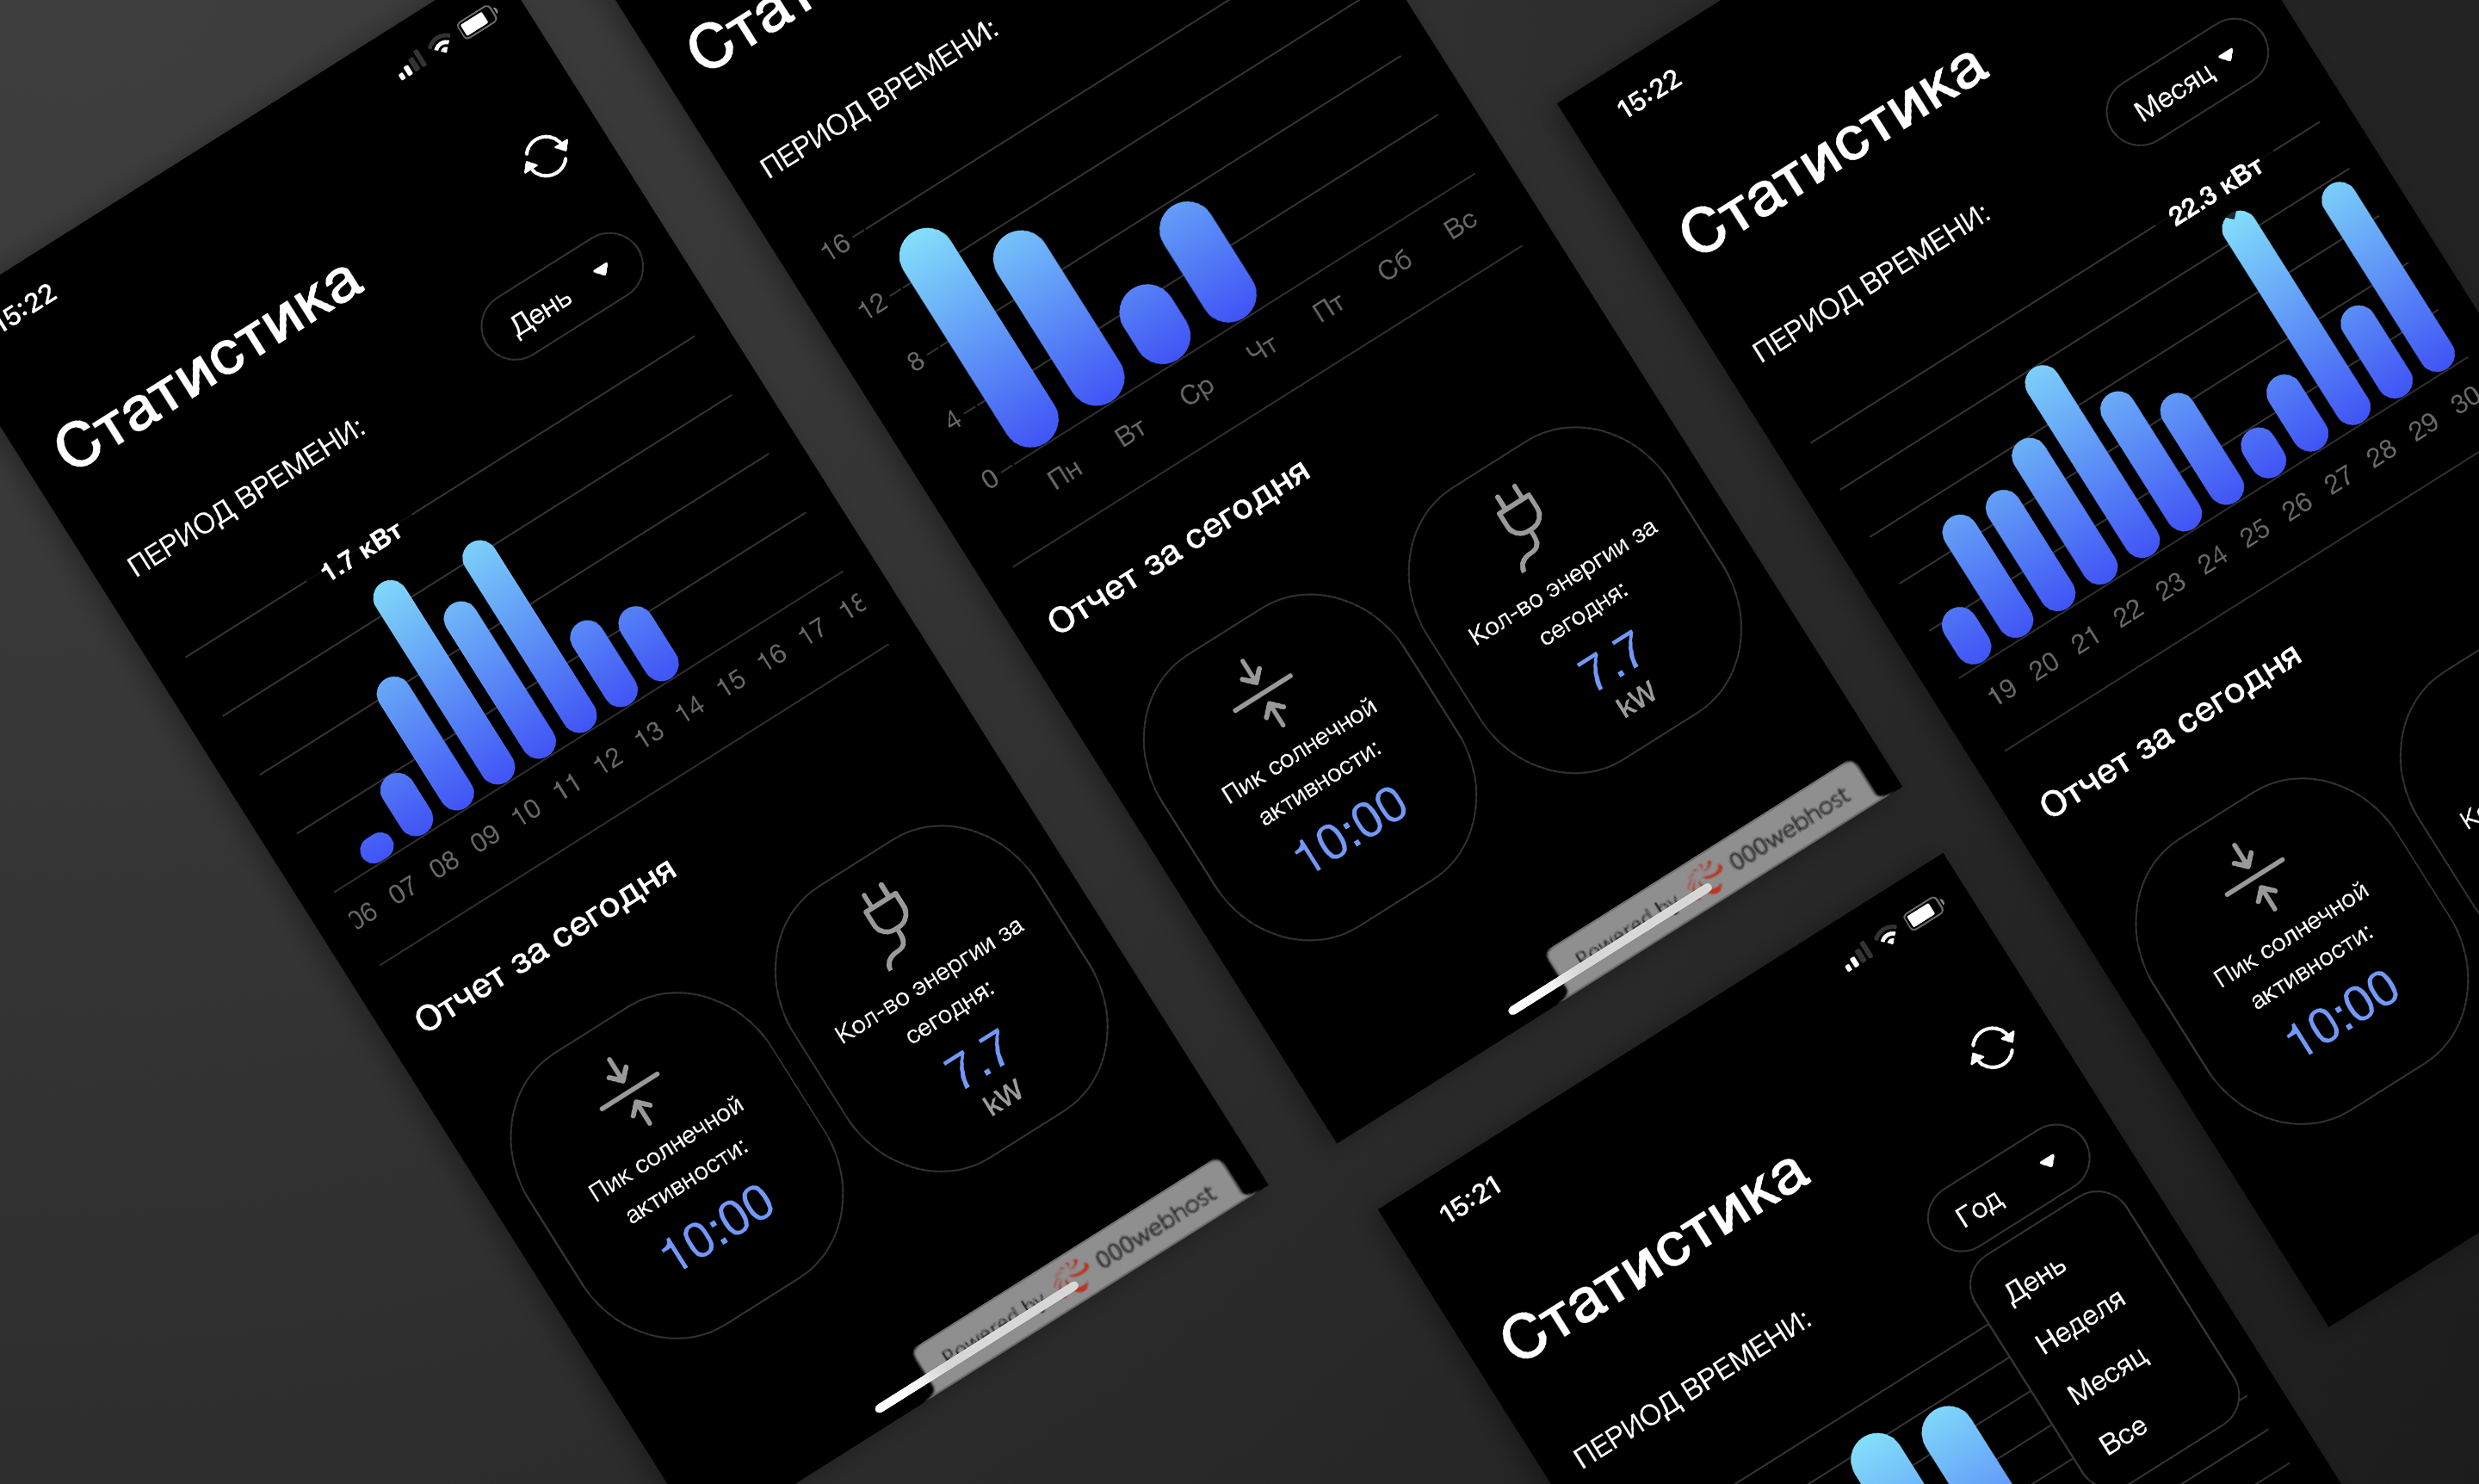 15:22
Статистика
День
ПЕРИОД ВРЕМЕНИ:
1.7 кВт
06 07 08 09 10 11 12 13 14 15 16 17 18
Отчет за сегодня
Пик солнечной
активности:
10:00
Кол-во энергии за
сегодня:
7.7
kW
Powered by 000webhost
ПЕРИОД ВРЕМЕНИ:
16
12
8
4
0
Пн Вт Ср Чт Пт Сб Вс
Отчет за сегодня
Пик солнечной
активности:
10:00
Кол-во энергии за
сегодня:
7.7
kW
Powered by 000webhost
15:22
Статистика
Месяц
ПЕРИОД ВРЕМЕНИ:
22.3 кВт
19 20 21 22 23 24 25 26 27 28 29 30
Отчет за сегодня
Пик солнечной
активности:
10:00
15:21
Статистика
Год
ПЕРИОД ВРЕМЕНИ:
День
Неделя
Месяц
Все